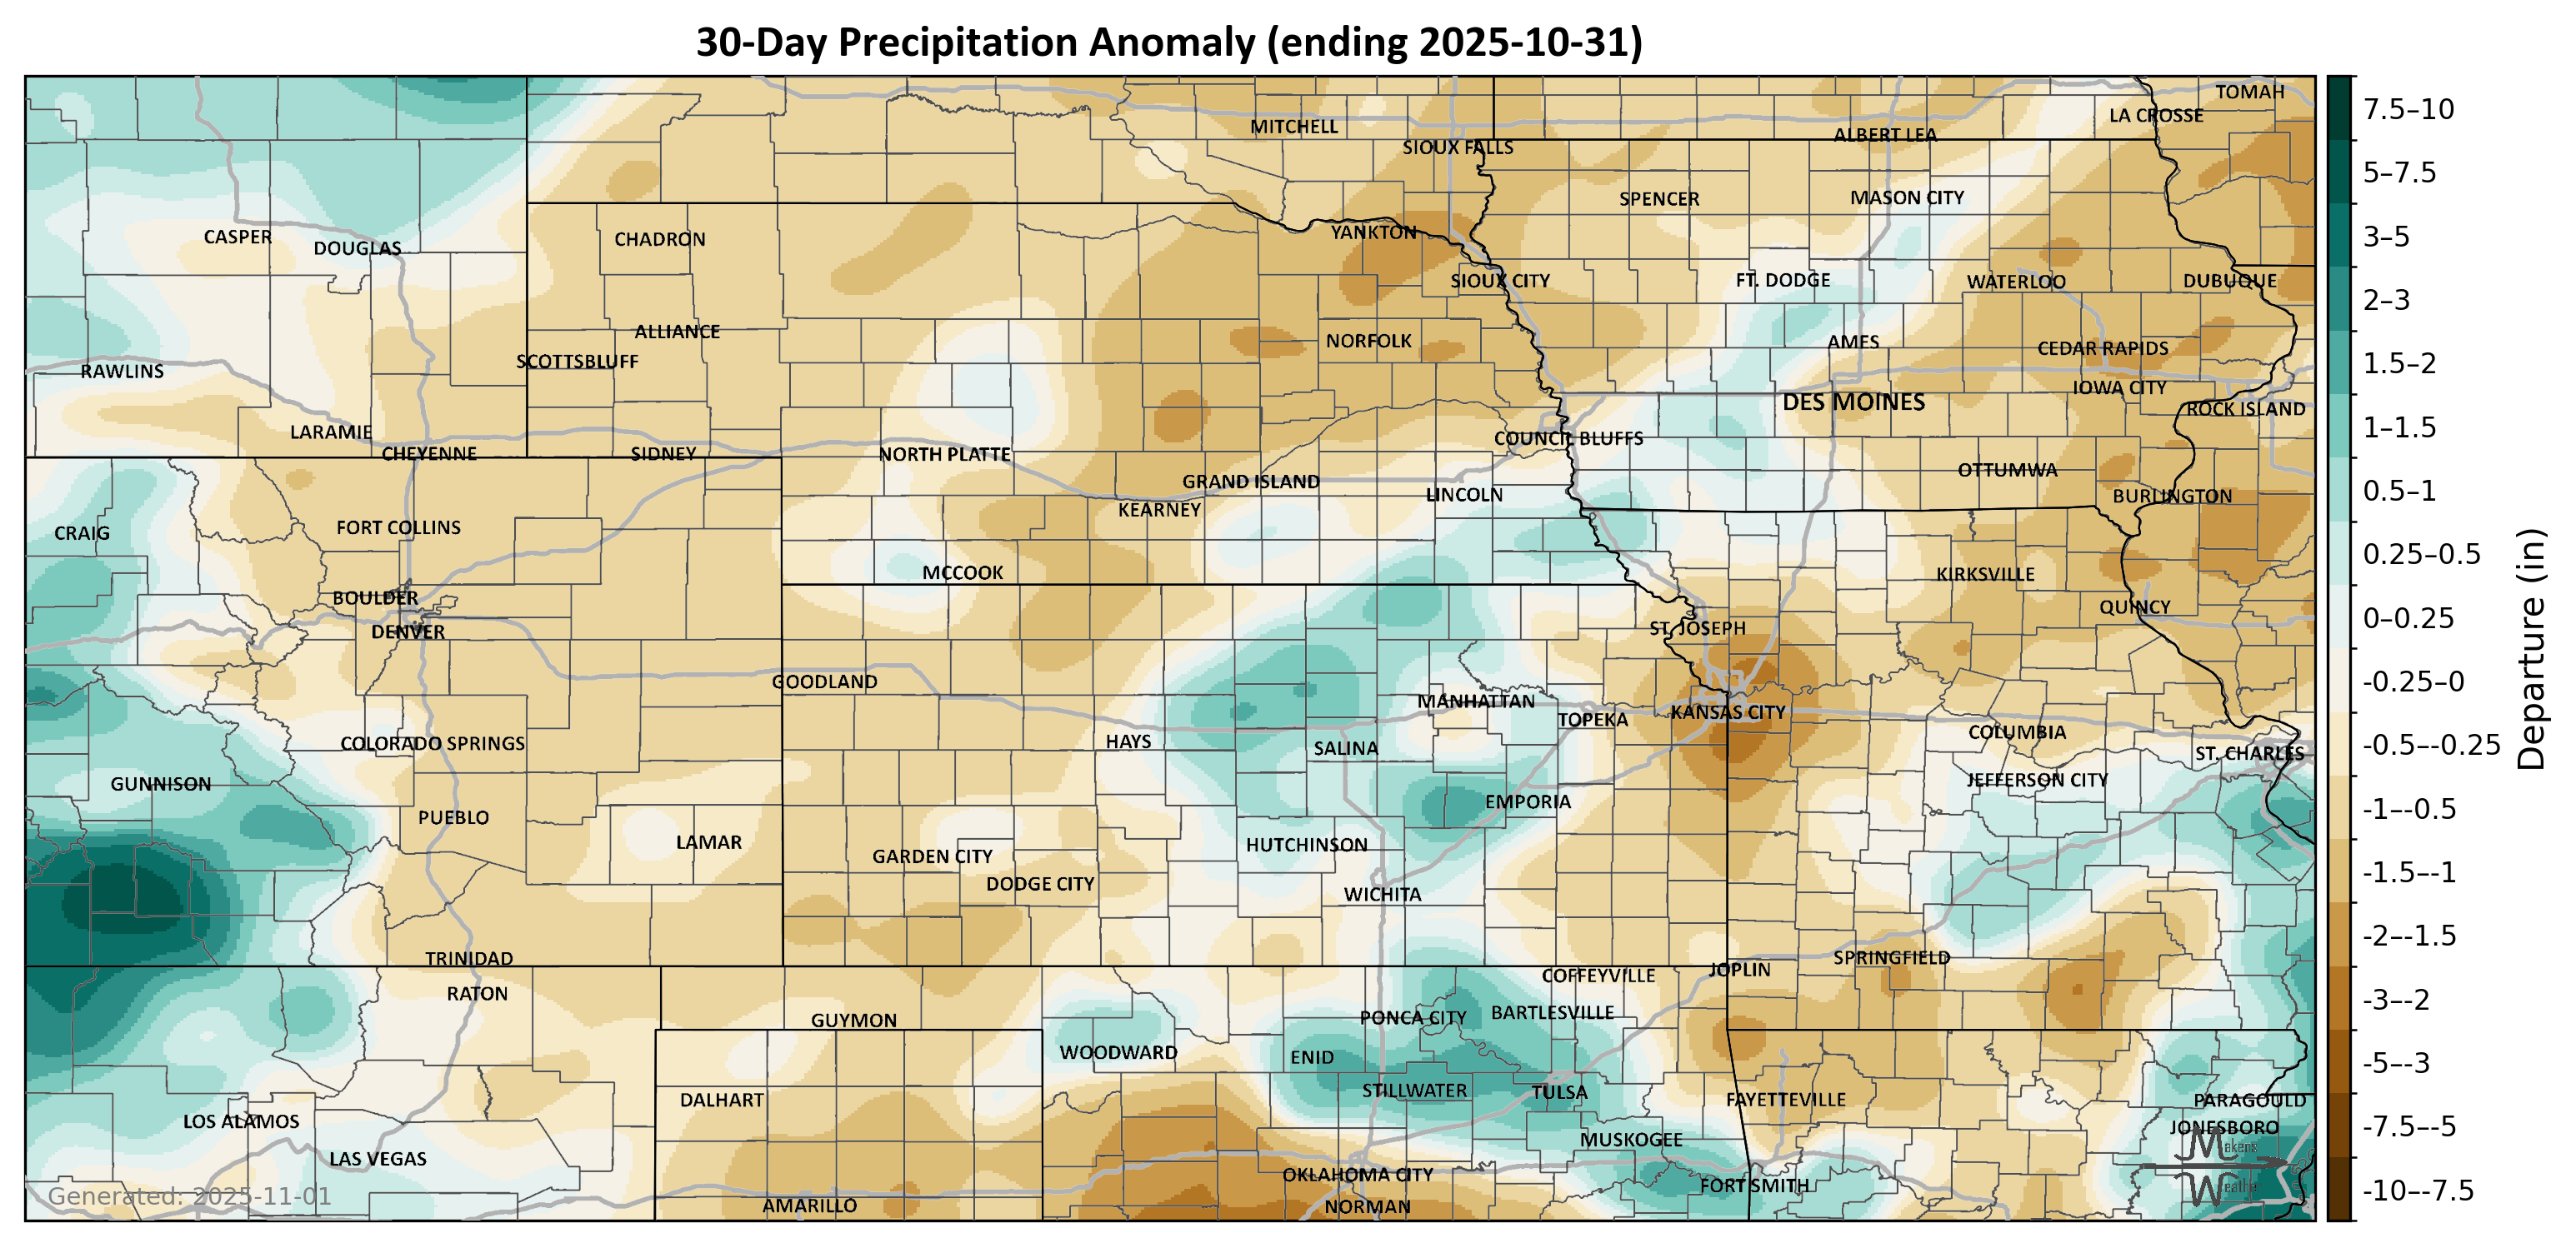 30-Day Precipitation Anomaly (ending 2025-10-31)
TOMAH
LA CROSSE
MITCHELL
ALBERT LEA
SIOUX FALLS
SPENCER
MASON CITY
YANKTON
CASPER
DOUGLAS
CHADRON
SIOUX CITY
FT. DODGE
WATERLOO
DUBUQUE
ALLIANCE
NORFOLK
AMES
CEDAR RAPIDS
SCOTTSBLUFF
RAWLINS
IOWA CITY
DES MOINES
ROCK ISLAND
LARAMIE
COUNCIL BLUFFS
CHEYENNE
SIDNEY
NORTH PLATTE
OTTUMWA
GRAND ISLAND
LINCOLN
BURLINGTON
KEARNEY
CRAIG
FORT COLLINS
MCCOOK
KIRKSVILLE
BOULDER
QUINCY
DENVER
ST. JOSEPH
GOODLAND
MANHATTAN
KANSAS CITY
TOPEKA
COLUMBIA
COLORADO SPRINGS
HAYS
SALINA
ST. CHARLES
GUNNISON
JEFFERSON CITY
EMPORIA
PUEBLO
LAMAR
HUTCHINSON
GARDEN CITY
DODGE CITY
WICHITA
TRINIDAD
SPRINGFIELD
JOPLIN
COFFEYVILLE
RATON
BARTLESVILLE
PONCA CITY
GUYMON
WOODWARD
ENID
STILLWATER
TULSA
DALHART
FAYETTEVILLE
PARAGOULD
LOS ALAMOS
JONESBORO
MUSKOGEE
LAS VEGAS
OKLAHOMA CITY
FORT SMITH
AMARILLO
NORMAN
Generated: 2025-11-01
7.5–10
5–7.5
3–5
2–3
1.5–2
1–1.5
0.5–1
0.25–0.5
0–0.25
-0.25–0
-0.5–-0.25
-1–-0.5
-1.5–-1
-2–-1.5
-3–-2
-5–-3
-7.5–-5
-10–-7.5
Departure (in)